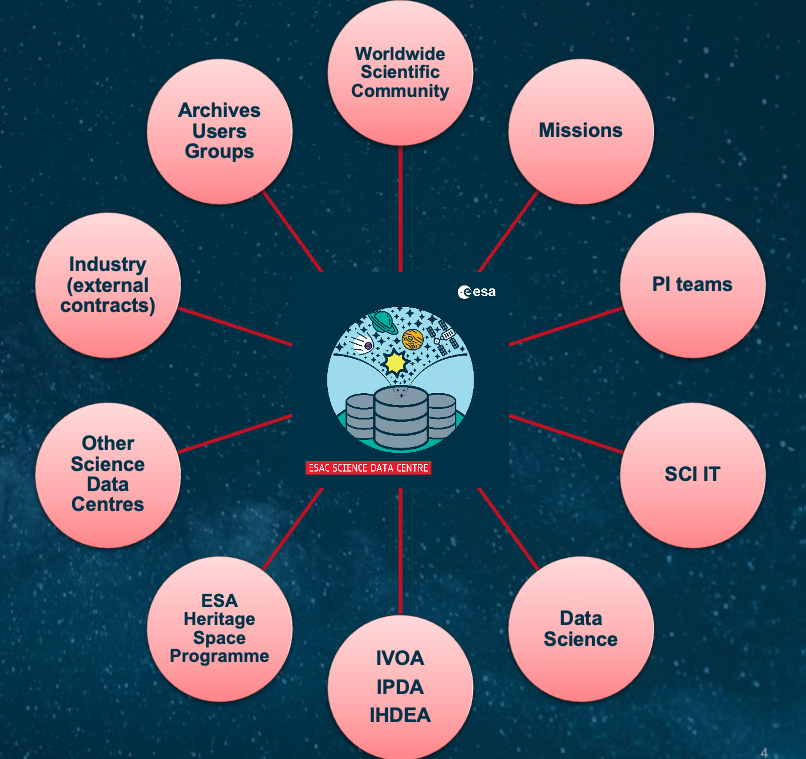 Worldwide
Scientific
Community
Missions
PI teams
SCI IT
Data
Science
IVOA
IPDA
IHDEA
ESA
Heritage
Space
Programme
Other
Science
Data
Centres
Industry
(external
contracts)
Archives
Users
Groups
esa
ESAC SCIENCE DATA CENTRE
4